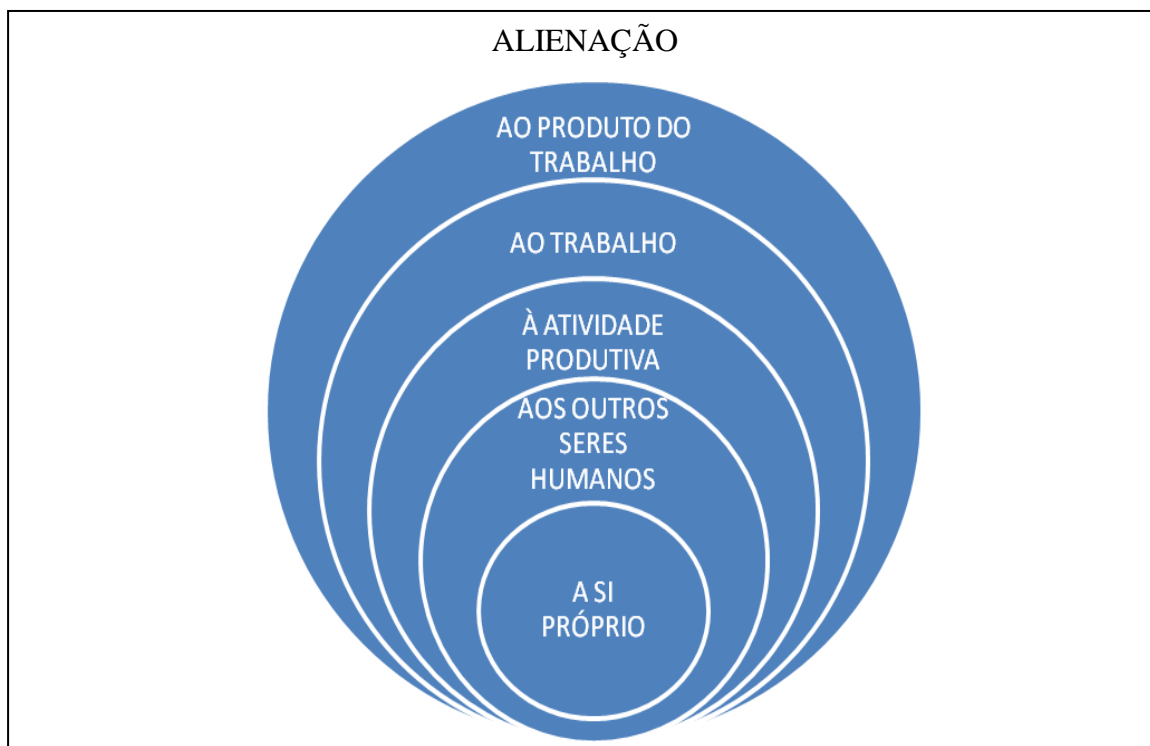 ALIENAÇÃO
AO PRODUTO DO
TRABALHO
AO TRABALHO
À ATIVIDADE
PRODUTIVA
AOS OUTROS
SERES
HUMANOS
A SI
PRÓPRIO